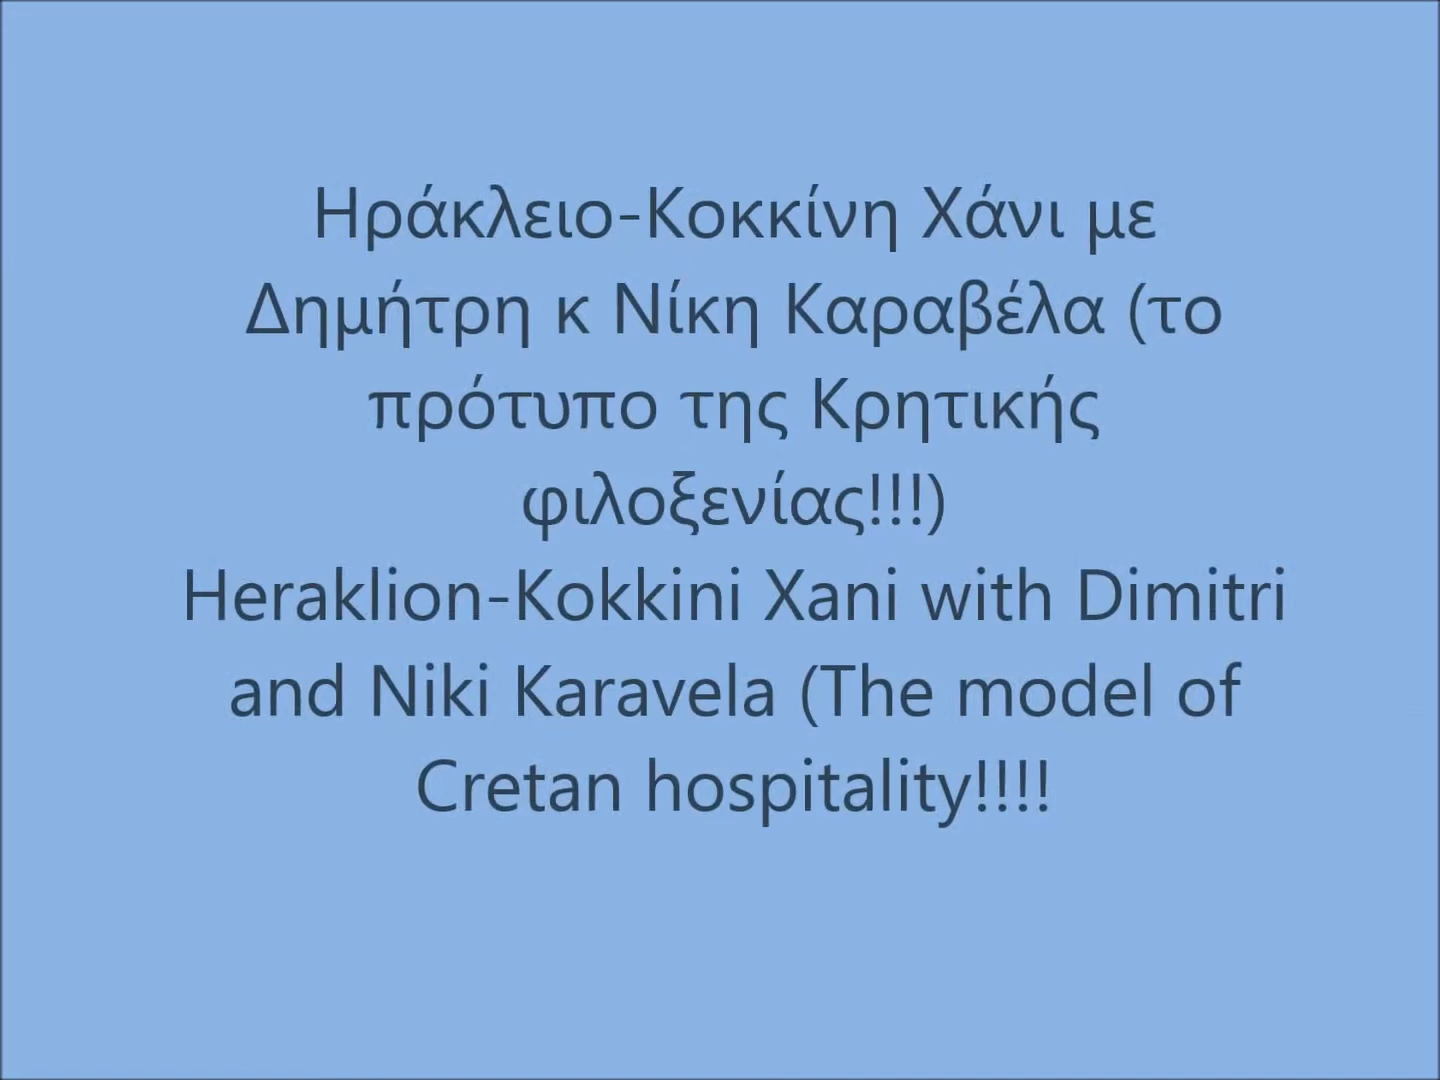 Ηράκλειο-Κοκκίνη Χάνι με
Δημήτρη κ Νίκη Καραβέλα (το
πρότυπο της Κρητικής
φιλοξενίας!!!)
Heraklion-Kokkini Xani with Dimitri
and Niki Karavela (The model of
Cretan hospitality!!!!